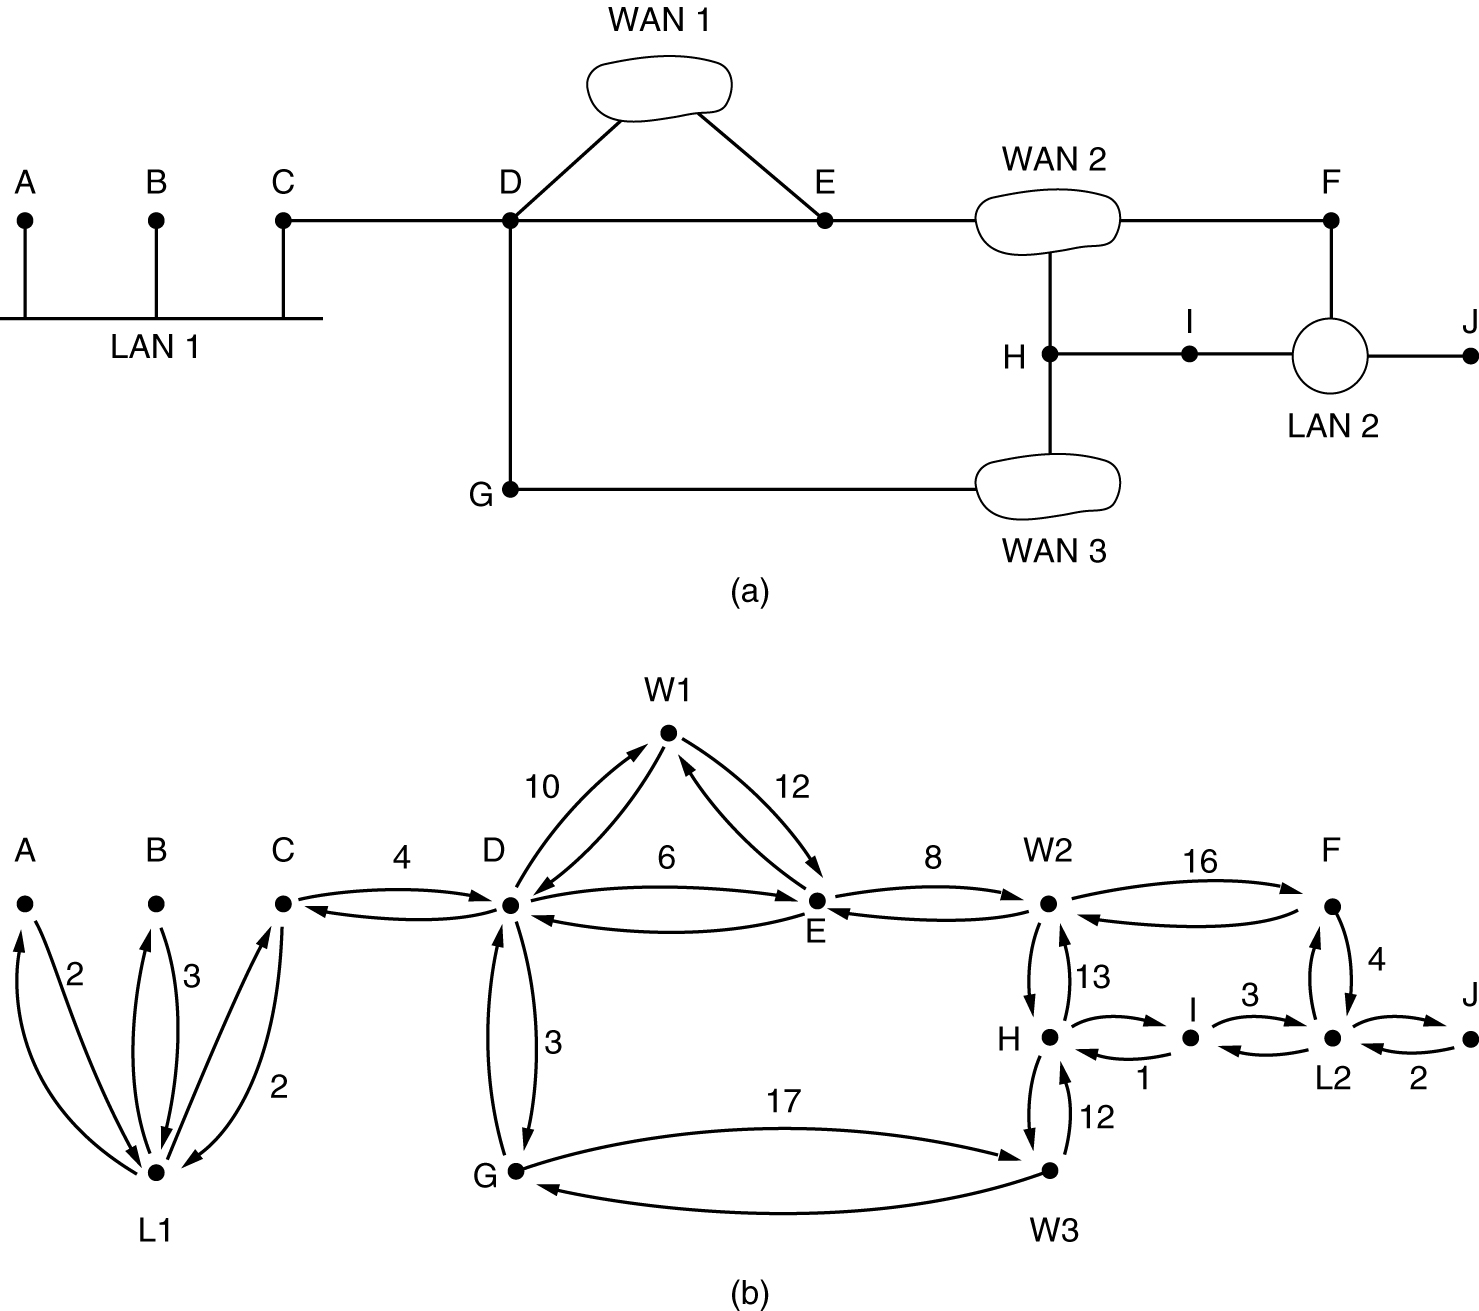 WAN 1
WAN 2
A B C D E F
LAN 1
I J
H
LAN 2
G
WAN 3
(a)
W1
10 12
A B C D W2 F
4 6 8 16
E
2 3 13 4
I 3 J
H
3 2 1 L2 2
17 12
G
L1 W3
(b)